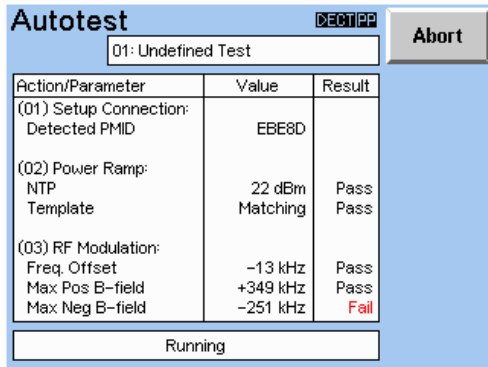 Autotest DECT PP Abort
01: Undefined Test
Action/Parameter Value Result
(01) Setup Connection:
Detected PMID EBE8D
(02) Power Ramp:
NTP 22 dBm Pass
Template Matching Pass
(03) RF Modulation:
Freq. Offset −13 kHz Pass
Max Pos B−field +349 kHz Pass
Max Neg B−field −251 kHz Fail
Running